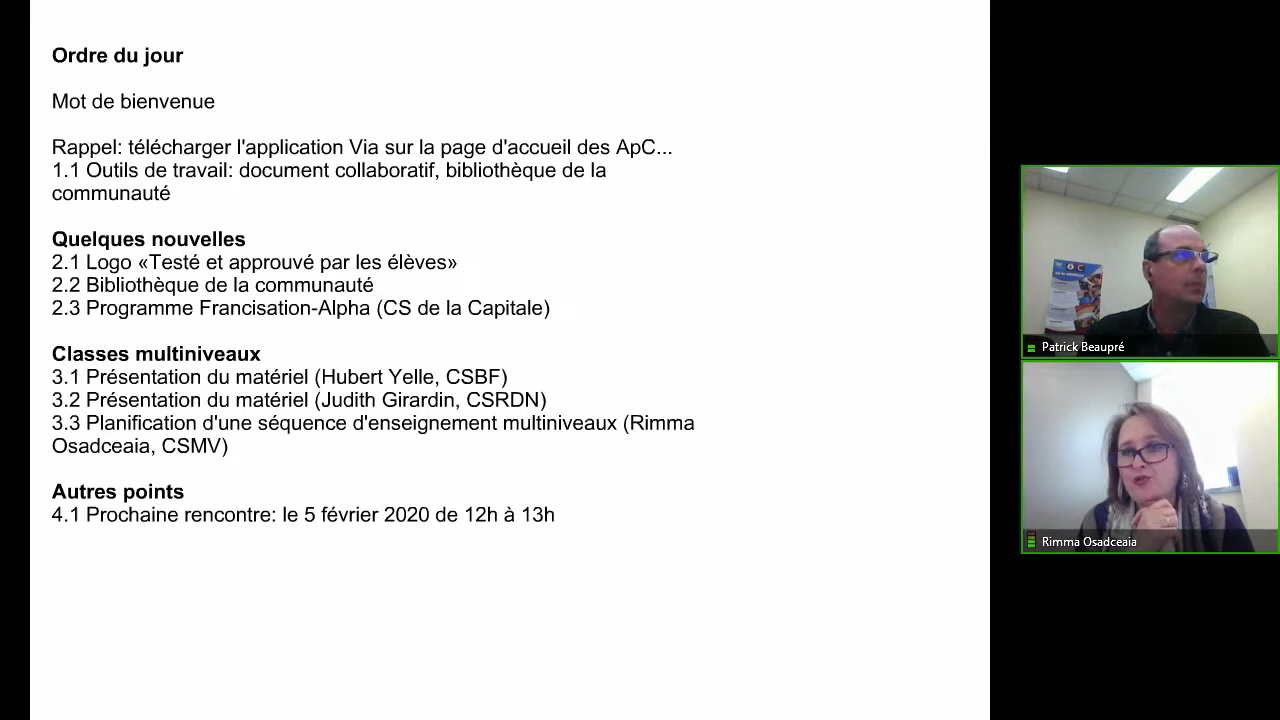 Ordre du jour
Mot de bienvenue
Rappel: télécharger l'application Via sur la page d'accueil des ApC...
1.1 Outils de travail: document collaboratif, bibliothèque de la
communauté
Quelques nouvelles
2.1 Logo «Testé et approuvé par les élèves»
2.2 Bibliothèque de la communauté
2.3 Programme Francisation-Alpha (CS de la Capitale)
Classes multiniveaux
3.1 Présentation du matériel (Hubert Yelle, CSBF)
3.2 Présentation du matériel (Judith Girardin, CSRDN)
3.3 Planification d'une séquence d'enseignement multiniveaux (Rimma
Osadceaia, CSMV)
Autres points
4.1 Prochaine rencontre: le 5 février 2020 de 12h à 13h
Patrick Beaupré
Rimma Osadceaia